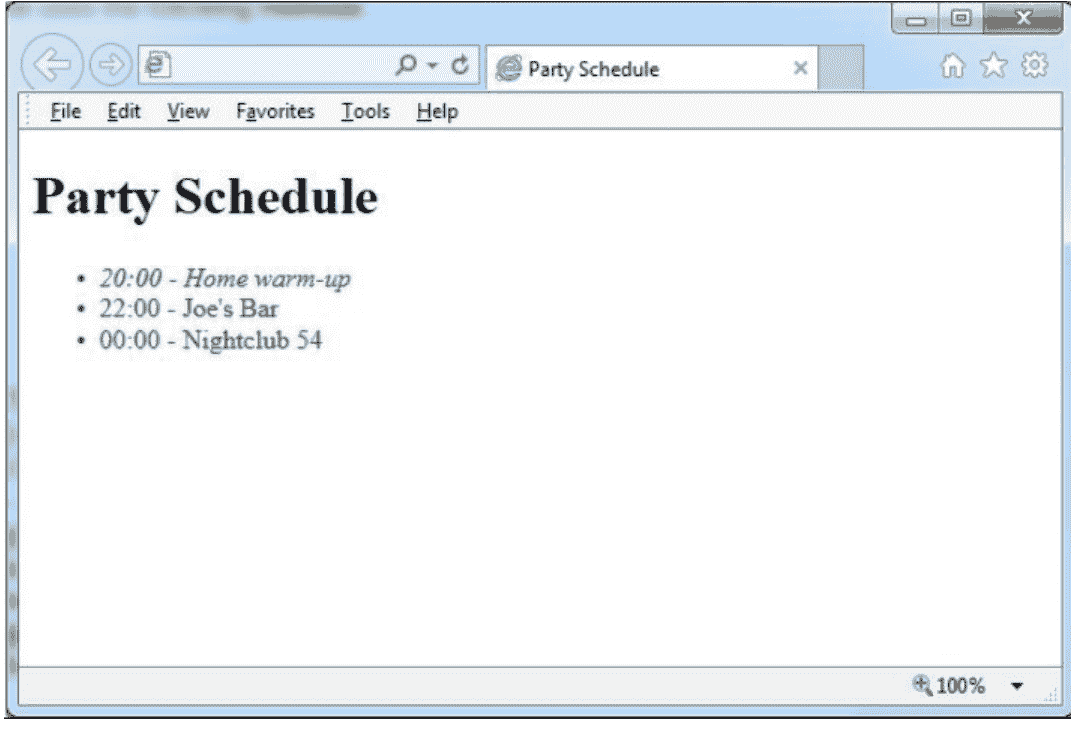 Party Schedule
File Edit View Favorites Tools Help
Party Schedule
• 20:00 - Home warm-up
• 22:00 - Joe's Bar
• 00:00 - Nightclub 54
100%